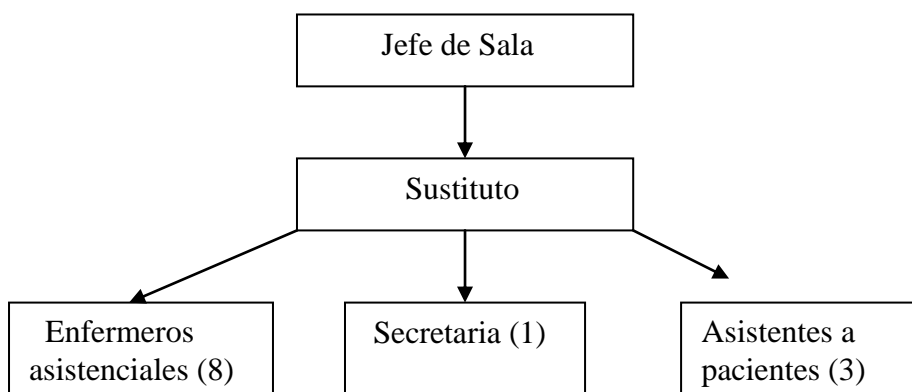 Jefe de Sala
Sustituto
Enfermeros
asistenciales (8)
Secretaria (1)
Asistentes a
pacientes (3)